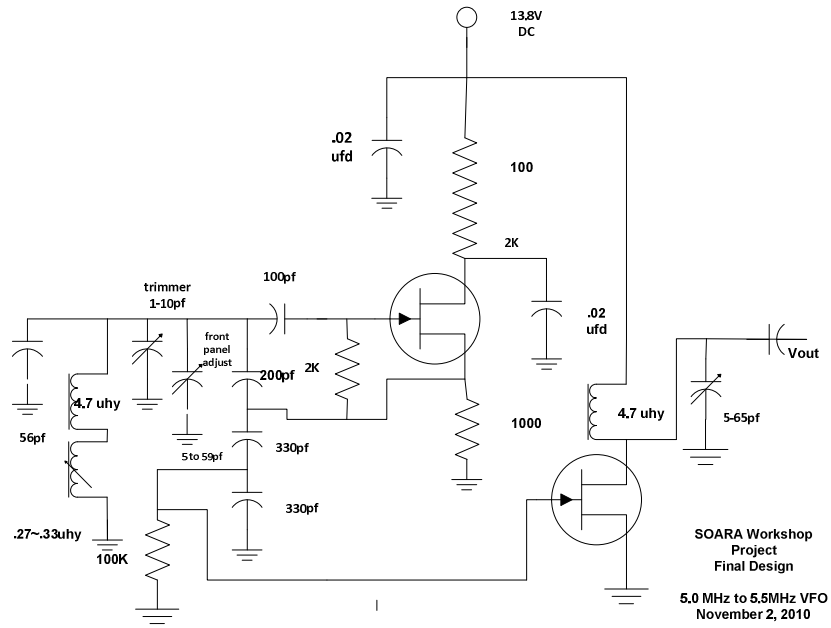 13.8V
DC
.02
ufd
100
2K
100pf
trimmer
1-10pf
.02
ufd
front
panel
adjust
Vout
200pf
2K
4.7 uhy
4.7 uhy
5-65pf
1000
56pf
330pf
5 to 59pf
330pf
.27~.33uhy
100K
SOARA Workshop
Project
Final Design
5.0 MHz to 5.5MHz VFO
November 2, 2010